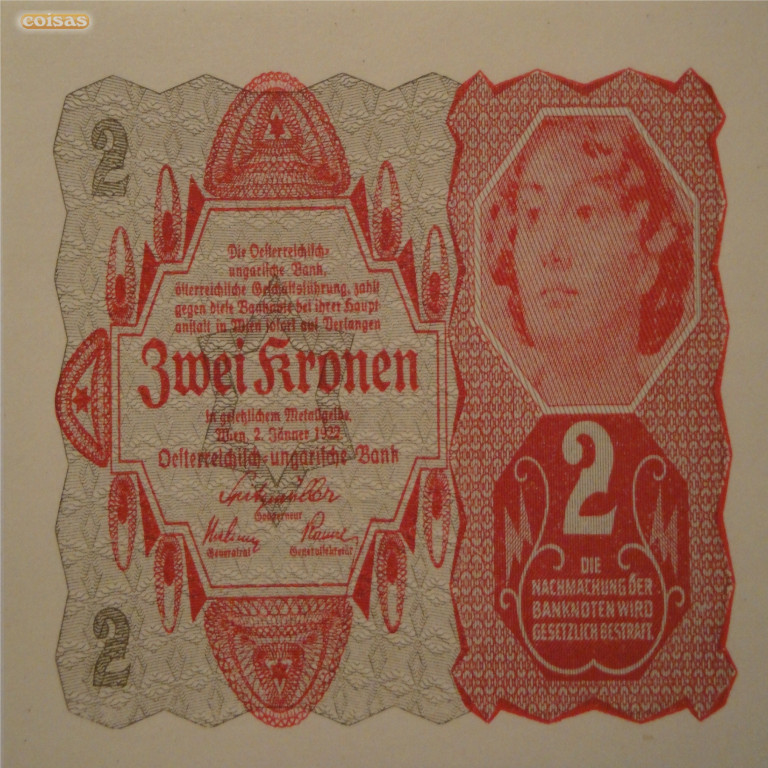 coisas
2
Die Oesterreichisch-
ungarische Bank,
österreichische Geschäftsführung, zahlt
gegen diese Banknote bei ihrer Haupt-
anstalt in Wien sofort auf Verlangen
Zwei Kronen
in gesetzlichem Metallgelde.
Wien, 2. Jänner 1922
Oesterreichisch-ungarische Bank
Gouverneur
Generalrat
Generalsekretär
2
2
DIE
NACHMACHUNG DER
BANKNOTEN WIRD
GESETZLICH BESTRAFT.